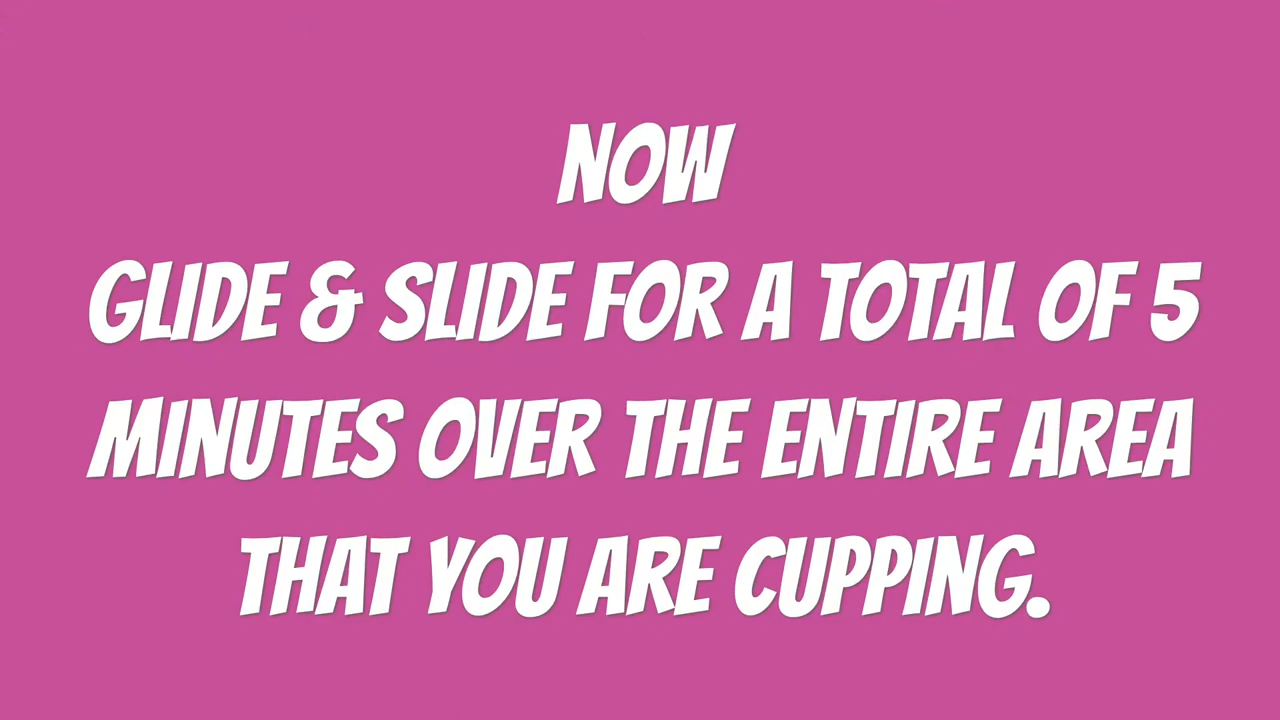 NOW
GLIDE & SLIDE FOR A TOTAL OF 5
MINUTES OVER THE ENTIRE AREA
THAT YOU ARE CUPPING.